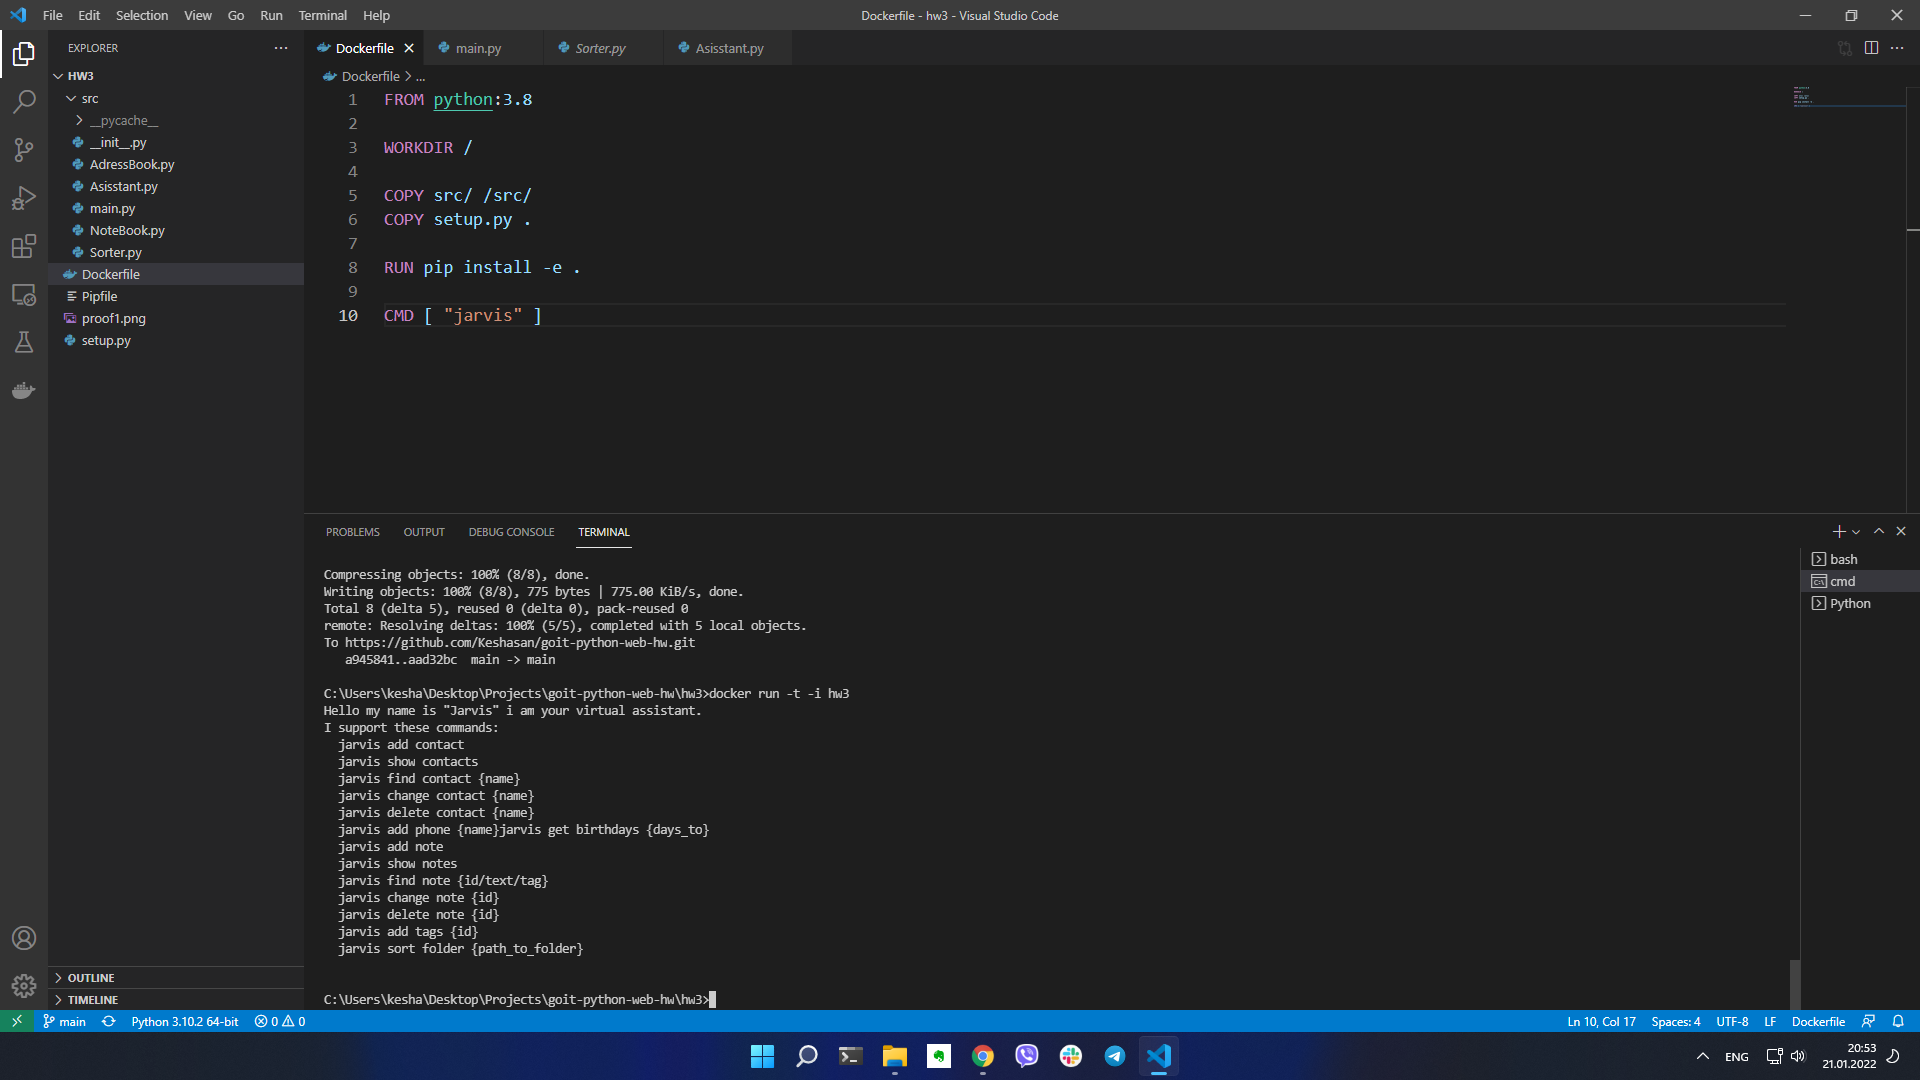 File Edit Selection View Go Run Terminal Help
Dockerfile - hw3 - Visual Studio Code
EXPLORER
HW3
src
__pycache__
__init__.py
AdressBook.py
Asisstant.py
main.py
NoteBook.py
Sorter.py
Dockerfile
Pipfile
proof1.png
setup.py
OUTLINE
TIMELINE
Dockerfile main.py Sorter.py Asisstant.py
Dockerfile > ...
1 FROM python:3.8
2
3 WORKDIR /
4
5 COPY src/ /src/
6 COPY setup.py .
7
8 RUN pip install -e .
9
10 CMD [ "jarvis" ]
PROBLEMS OUTPUT DEBUG CONSOLE TERMINAL
Compressing objects: 100% (8/8), done.
Writing objects: 100% (8/8), 775 bytes | 775.00 KiB/s, done.
Total 8 (delta 5), reused 0 (delta 0), pack-reused 0
remote: Resolving deltas: 100% (5/5), completed with 5 local objects.
To https://github.com/Keshasan/goit-python-web-hw.git
a945841..aad32bc  main -> main
C:\Users\kesha\Desktop\Projects\goit-python-web-hw\hw3>docker run -t -i hw3
Hello my name is "Jarvis" i am your virtual assistant.
I support these commands:
jarvis add contact
jarvis show contacts
jarvis find contact {name}
jarvis change contact {name}
jarvis delete contact {name}
jarvis add phone {name}jarvis get birthdays {days_to}
jarvis add note
jarvis show notes
jarvis find note {id/text/tag}
jarvis change note {id}
jarvis delete note {id}
jarvis add tags {id}
jarvis sort folder {path_to_folder}
C:\Users\kesha\Desktop\Projects\goit-python-web-hw\hw3>
bash
cmd
Python
main Python 3.10.2 64-bit 0 0 Ln 10, Col 17 Spaces: 4 UTF-8 LF Dockerfile
ENG
20:53
21.01.2022